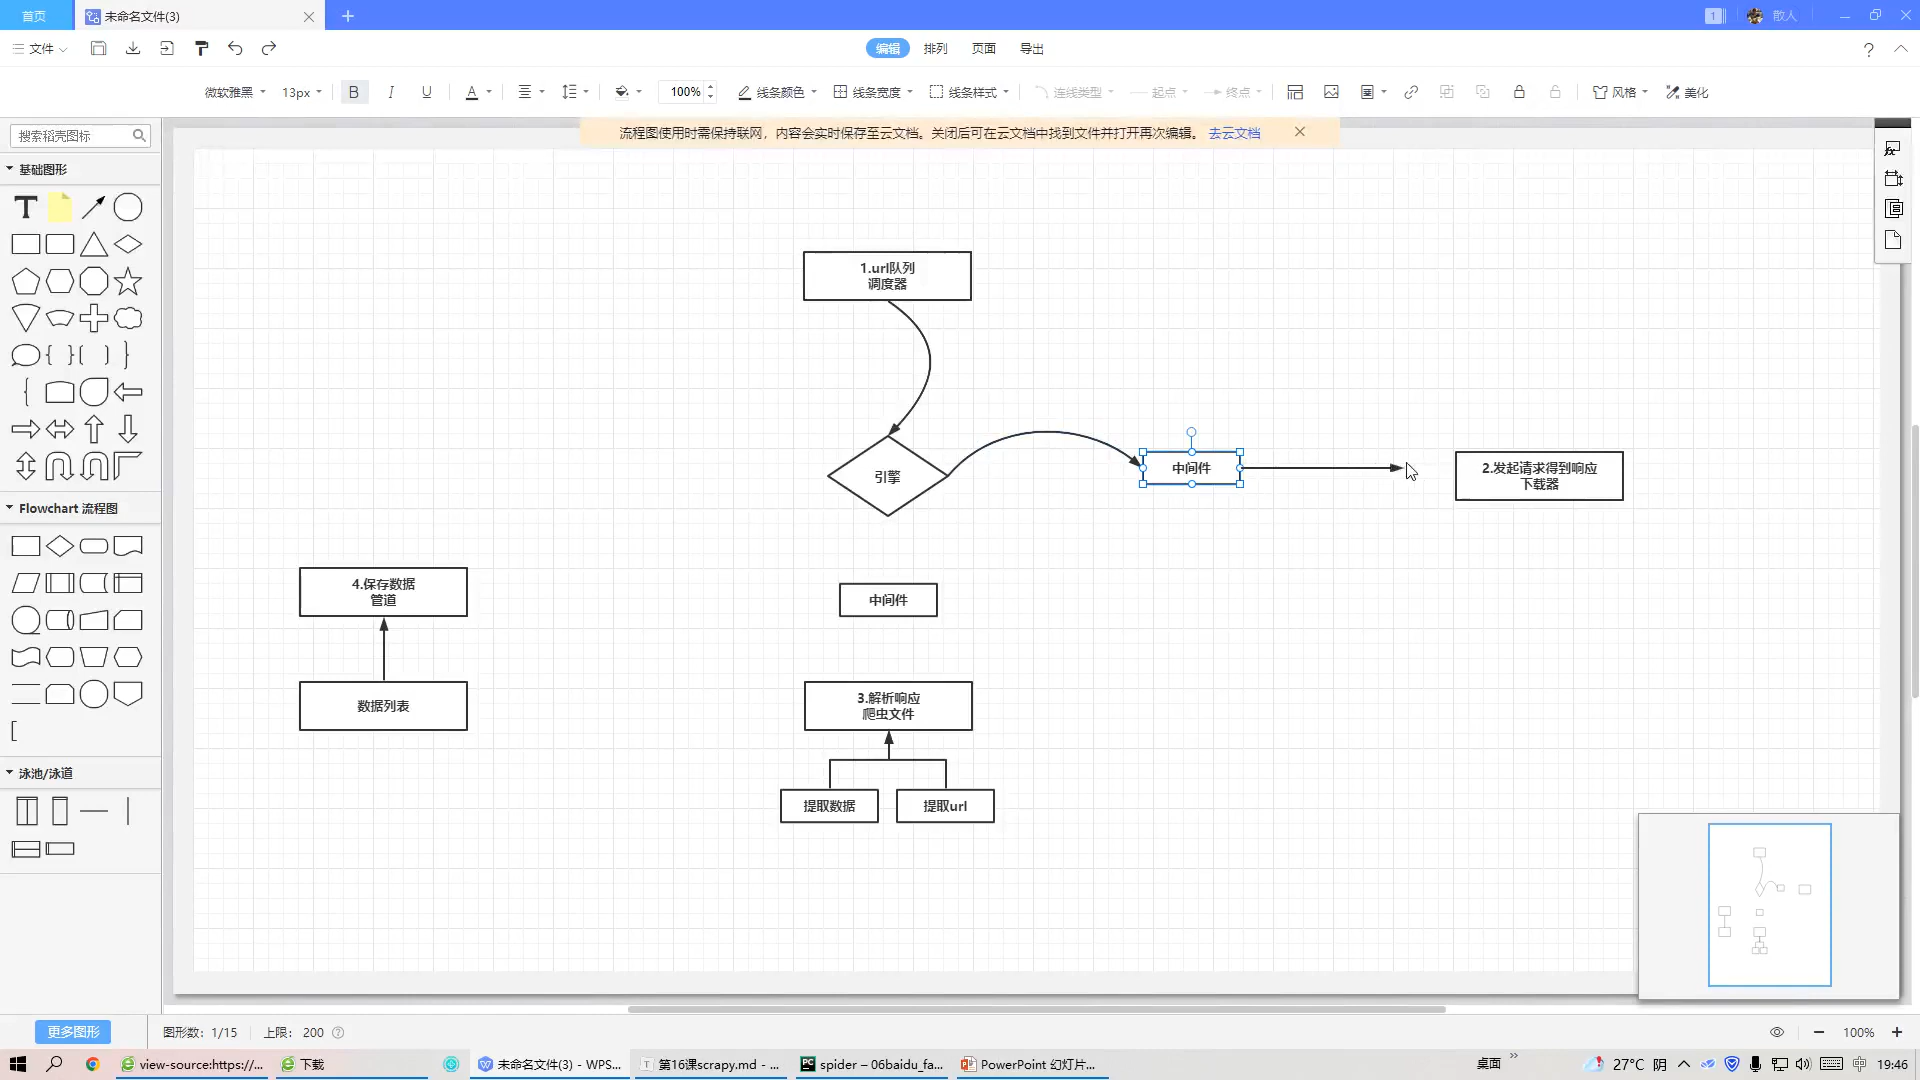 首页
未命名文件(3)
1
散人
文件
编辑
排列
页面
导出
微软雅黑
13px
B
I
U
A
100%
线条颜色
线条宽度
线条样式
连线类型
起点
终点
风格
美化
搜索稻壳图标
流程图使用时需保持联网，内容会实时保存至云文档。关闭后可在云文档中找到文件并打开再次编辑。 去云文档
基础图形
1.url队列
调度器
引擎
中间件
2.发起请求得到响应
下载器
Flowchart 流程图
4.保存数据
管道
中间件
数据列表
3.解析响应
爬虫文件
泳池/泳道
提取数据
提取url
更多图形
图形数: 1/15
上限: 200
100%
view-source:https://...
下载
未命名文件(3) - WPS...
第16课scrapy.md - ...
spider – 06baidu_fa...
PowerPoint 幻灯片...
桌面
27°C 阴
中
19:46